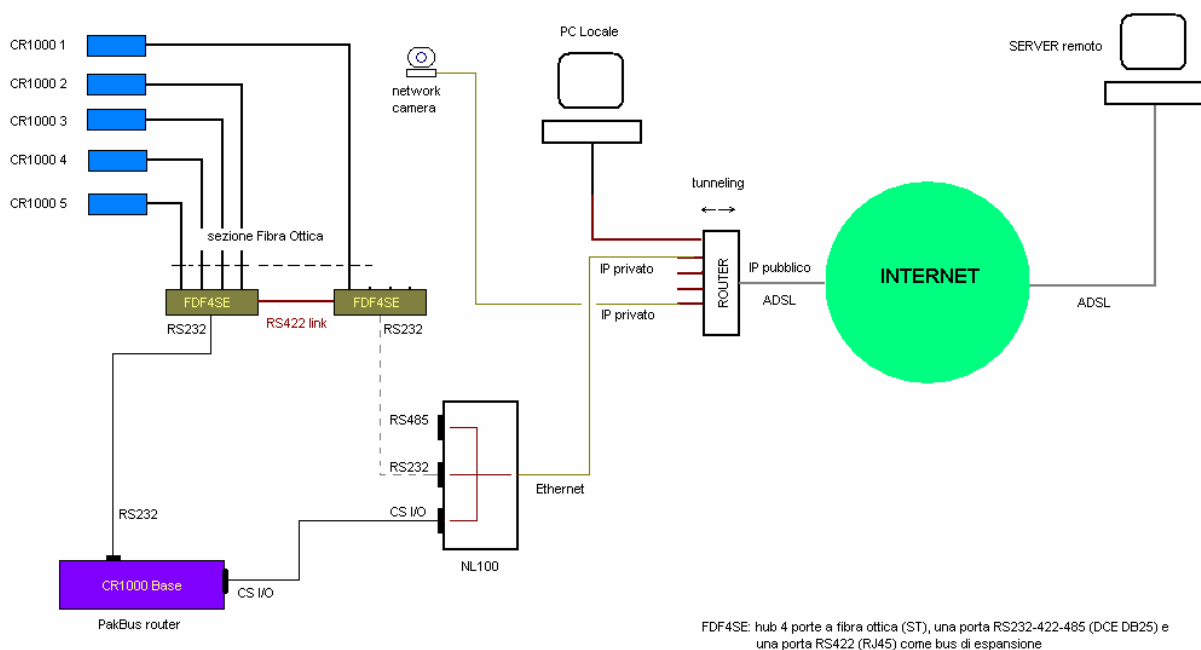 PC Locale
SERVER remoto
CR1000 1
CR1000 2
CR1000 3
CR1000 4
CR1000 5
network
camera
tunneling
sezione Fibra Ottica
IP privato
IP privato
ROUTER
IP pubblico
ADSL
INTERNET
ADSL
FDF4SE
FDF4SE
RS232
RS422 link
RS232
RS485
RS232
CS I/O
Ethernet
NL100
RS232
CR1000 Base
CS I/O
PakBus router
FDF4SE: hub 4 porte a fibra ottica (ST), una porta RS232-422-485 (DCE DB25) e
una porta RS422 (RJ45) come bus di espansione